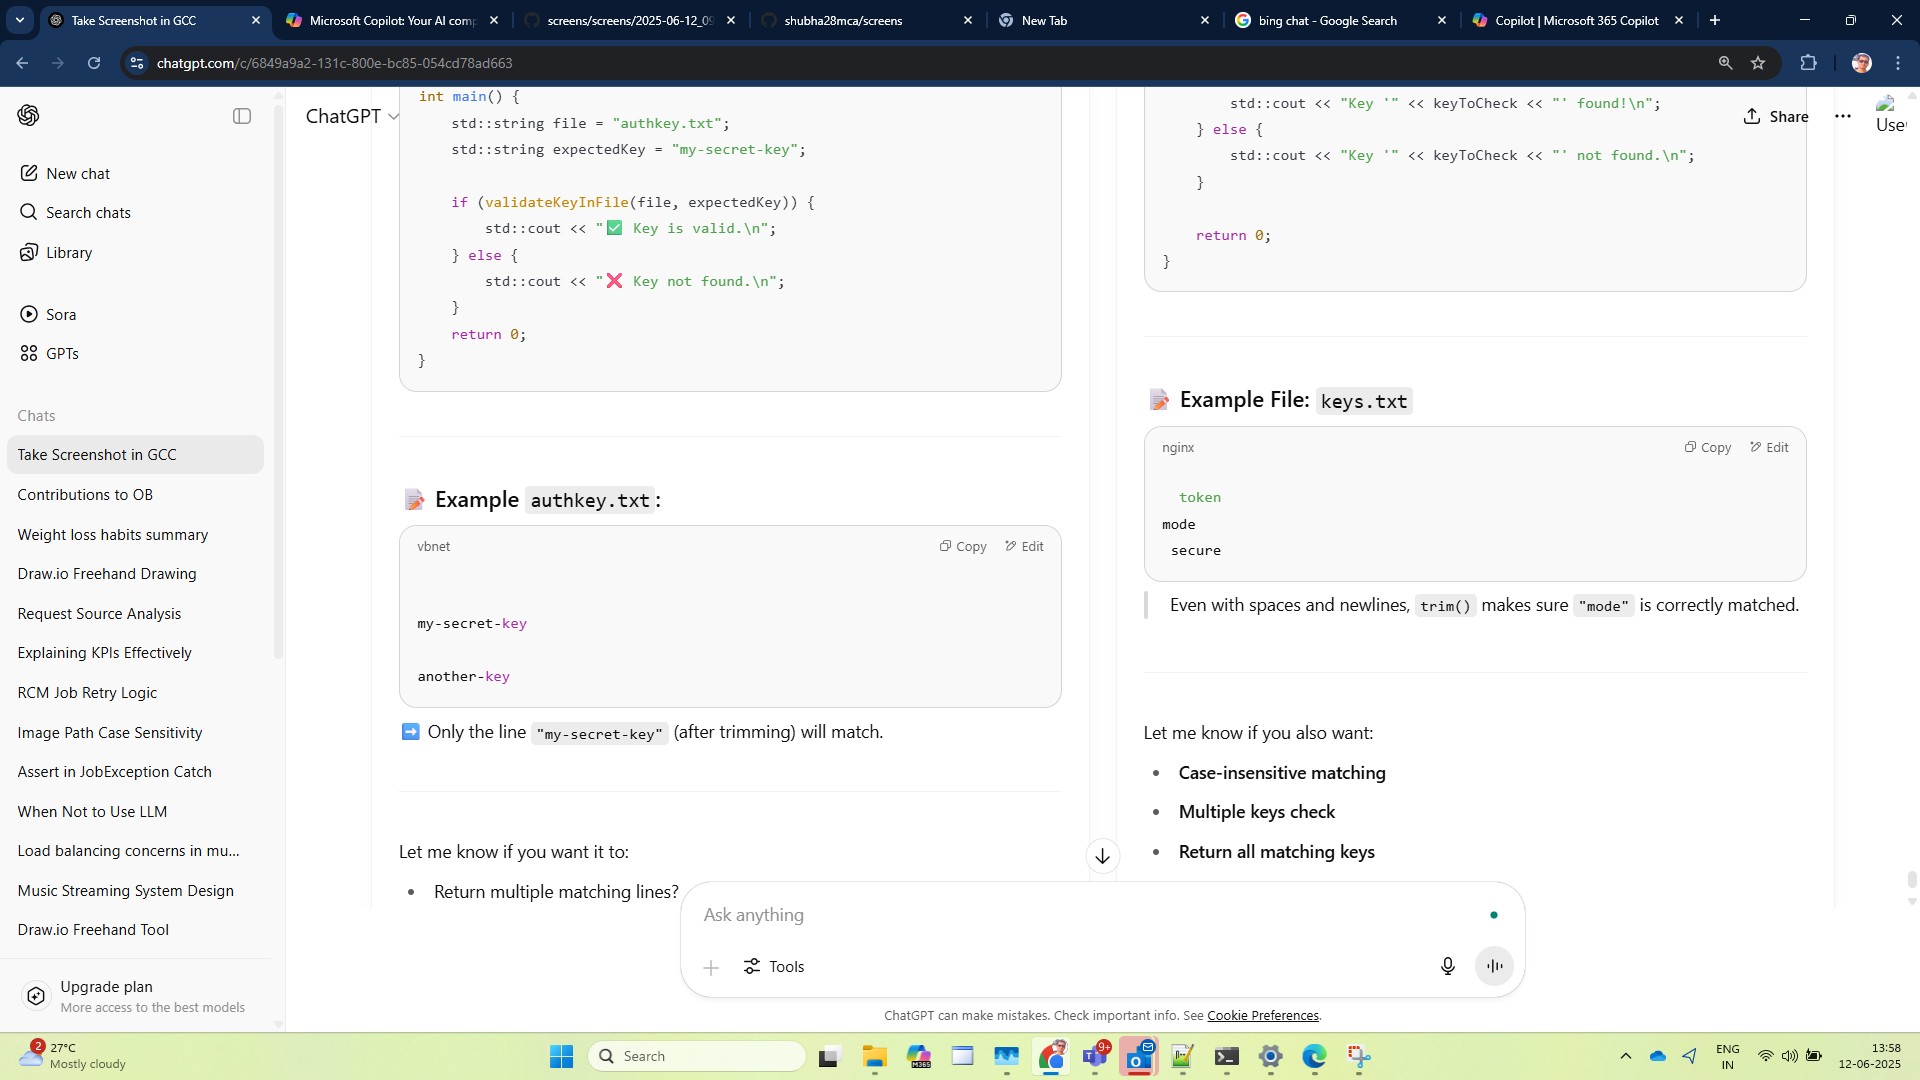 Take Screenshot in GCC
Microsoft Copilot: Your AI comp
screens/screens/2025-06-12_09
shubha28mca/screens
New Tab
bing chat - Google Search
Copilot | Microsoft 365 Copilot
chatgpt.com/c/6849a9a2-131c-800e-bc85-054cd78ad663
ChatGPT
Share
User
New chat
Search chats
Library
Sora
GPTs
Chats
Take Screenshot in GCC
Contributions to OB
Weight loss habits summary
Draw.io Freehand Drawing
Request Source Analysis
Explaining KPIs Effectively
RCM Job Retry Logic
Image Path Case Sensitivity
Assert in JobException Catch
When Not to Use LLM
Load balancing concerns in mu...
Music Streaming System Design
Draw.io Freehand Tool
Upgrade plan
More access to the best models
int main() {
    std::string file = "authkey.txt";
    std::string expectedKey = "my-secret-key";
    if (validateKeyInFile(file, expectedKey)) {
        std::cout << "✅ Key is valid.\n";
    } else {
        std::cout << "❌ Key not found.\n";
    }
    return 0;
}
📝 Example authkey.txt:
vbnet
Copy
Edit
my-secret-key
another-key
➡️ Only the line "my-secret-key" (after trimming) will match.
Let me know if you want it to:
• Return multiple matching lines?
        std::cout << "Key '" << keyToCheck << "' found!\n";
    } else {
        std::cout << "Key '" << keyToCheck << "' not found.\n";
    }
    return 0;
}
📝 Example File: keys.txt
nginx
Copy
Edit
  token
mode
 secure
Even with spaces and newlines, trim() makes sure "mode" is correctly matched.
Let me know if you also want:
• Case-insensitive matching
• Multiple keys check
• Return all matching keys
Ask anything
Tools
ChatGPT can make mistakes. Check important info. See Cookie Preferences.
2
27°C
Mostly cloudy
Search
M365
9+
ENG
IN
13:58
12-06-2025